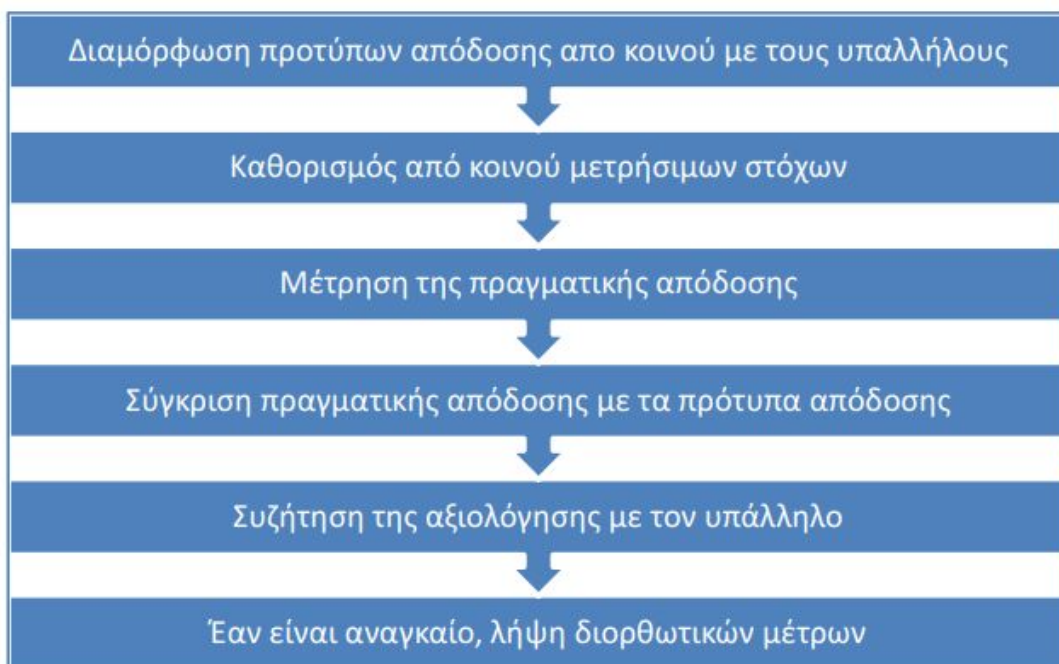 Διαμόρφωση προτύπων απόδοσης απο κοινού με τους υπαλλήλους
Καθορισμός από κοινού μετρήσιμων στόχων
Μέτρηση της πραγματικής απόδοσης
Σύγκριση πραγματικής απόδοσης με τα πρότυπα απόδοσης
Συζήτηση της αξιολόγησης με τον υπάλληλο
Έαν είναι αναγκαίο, λήψη διορθωτικών μέτρων